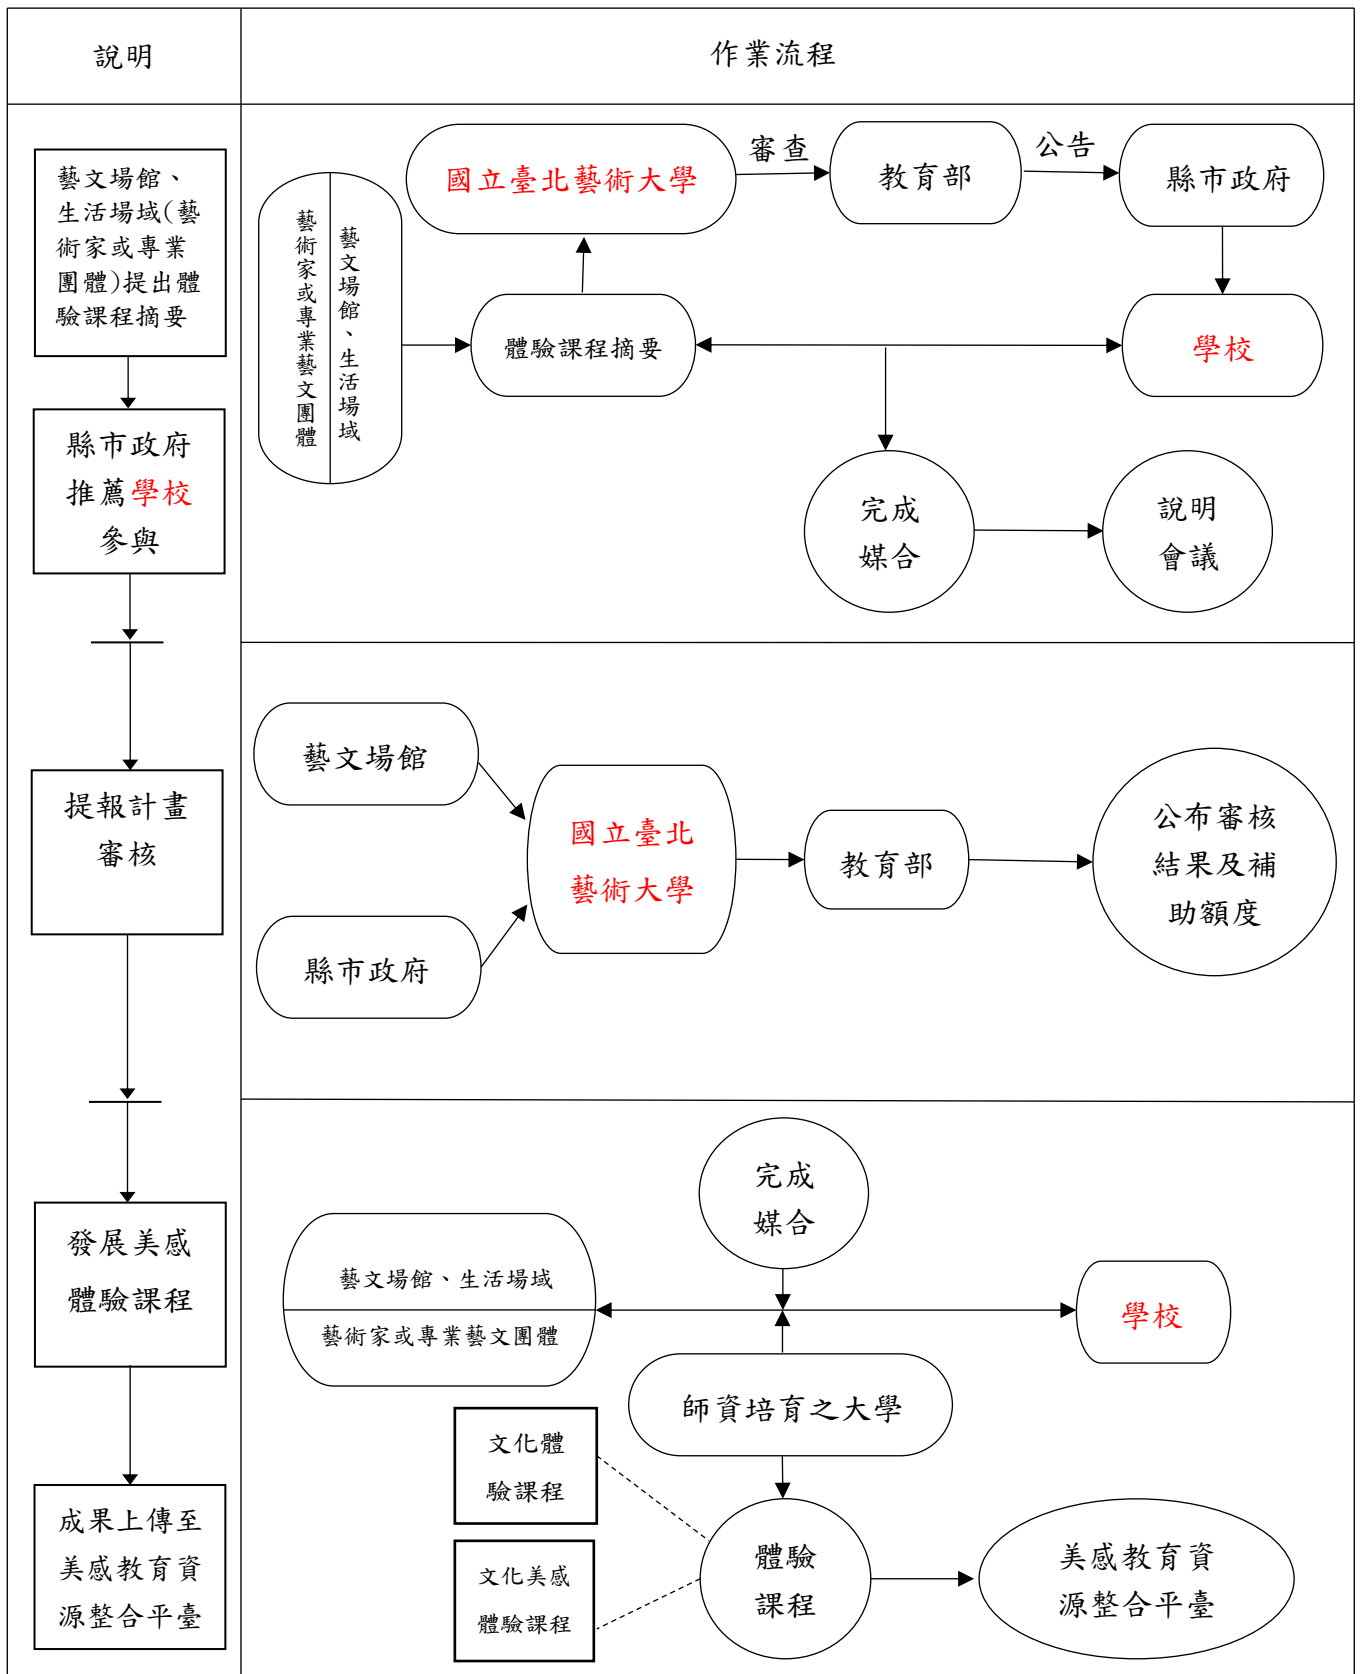 說明
作業流程
藝文場館、
生活場域(藝
術家或專業
團體)提出體
驗課程摘要
縣市政府
推薦學校
參與
提報計畫
審核
發展美感
體驗課程
成果上傳至
美感教育資
源整合平臺
國立臺北藝術大學
審查
教育部
公告
縣市政府
藝文場館、生活場域
藝術家或專業藝文團體
體驗課程摘要
學校
完成
媒合
說明
會議
藝文場館
縣市政府
國立臺北
藝術大學
教育部
公布審核
結果及補
助額度
完成
媒合
藝文場館、生活場域
藝術家或專業藝文團體
學校
師資培育之大學
文化體
驗課程
文化美感
體驗課程
體驗
課程
美感教育資
源整合平臺